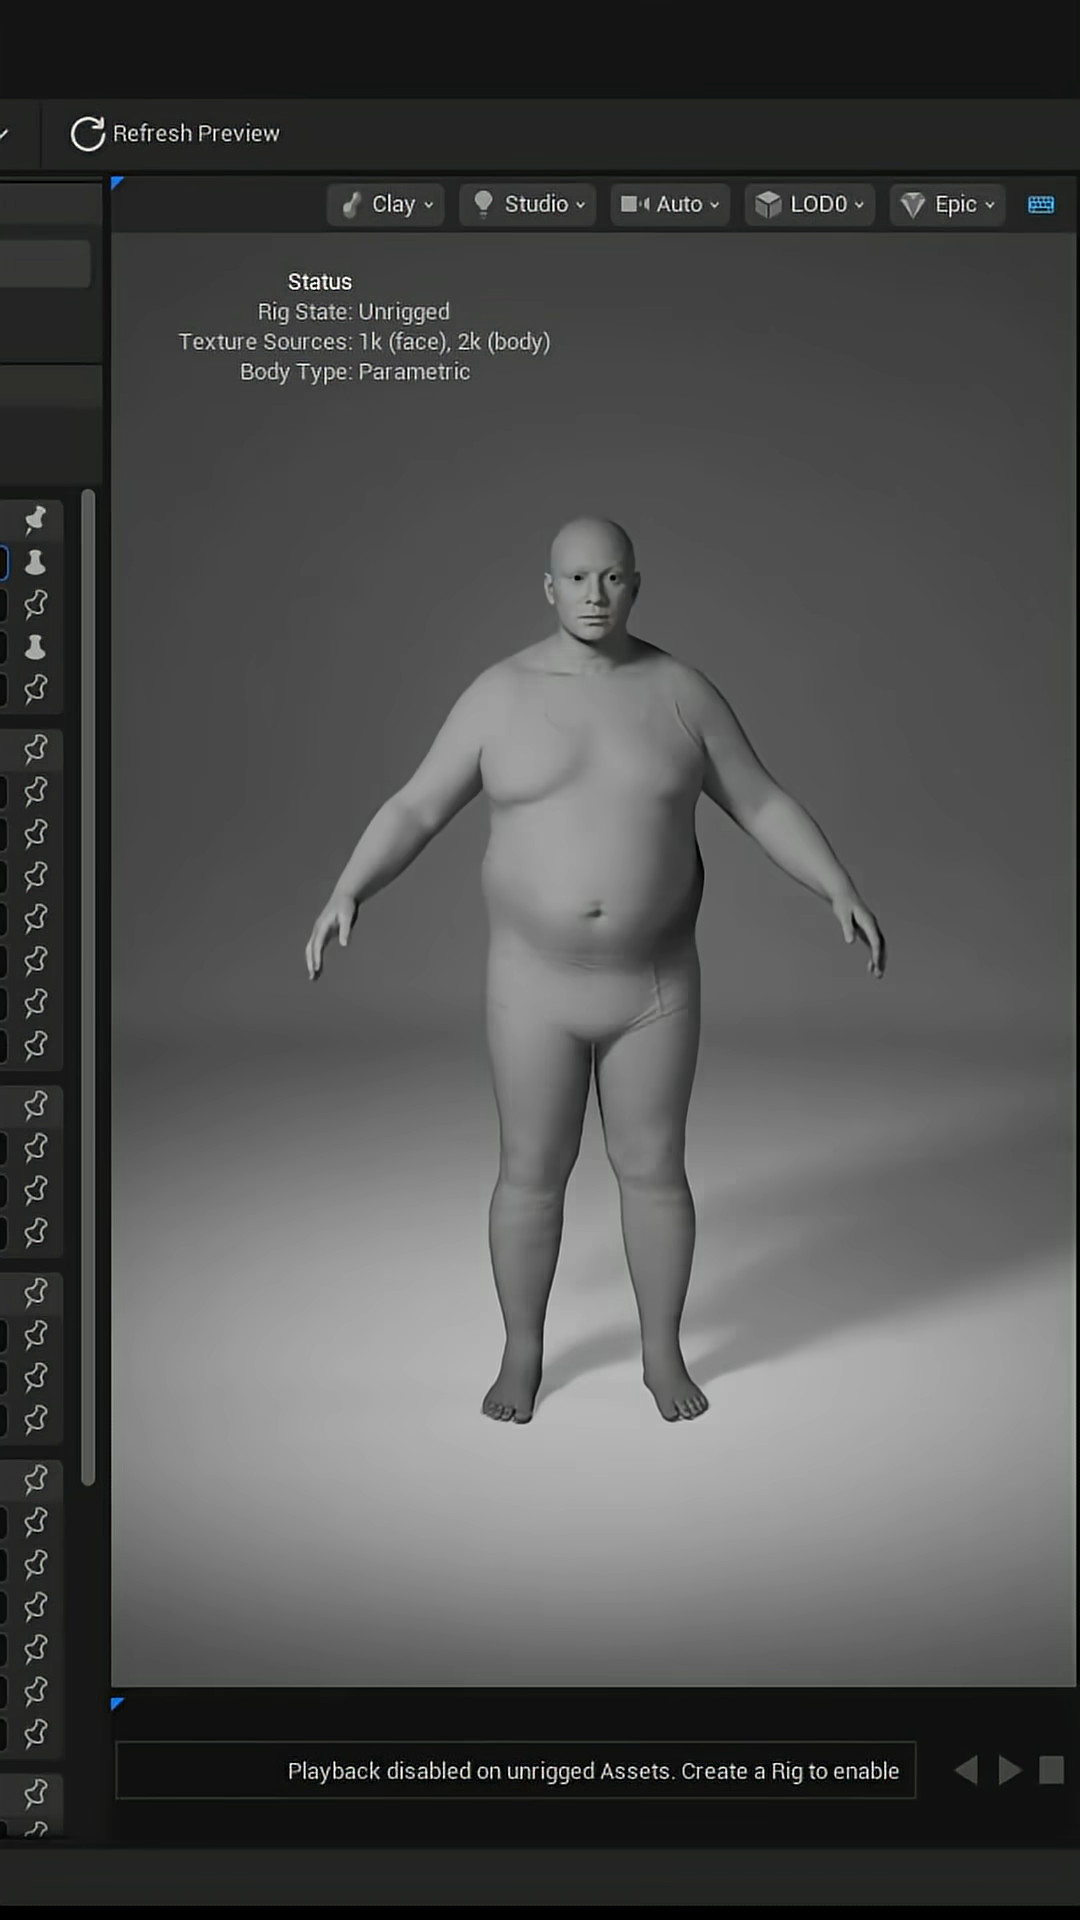 Refresh Preview
Clay
Studio
Auto
LOD0
Epic
Status
Rig State: Unrigged
Texture Sources: 1k (face), 2k (body)
Body Type: Parametric
Playback disabled on unrigged Assets. Create a Rig to enable